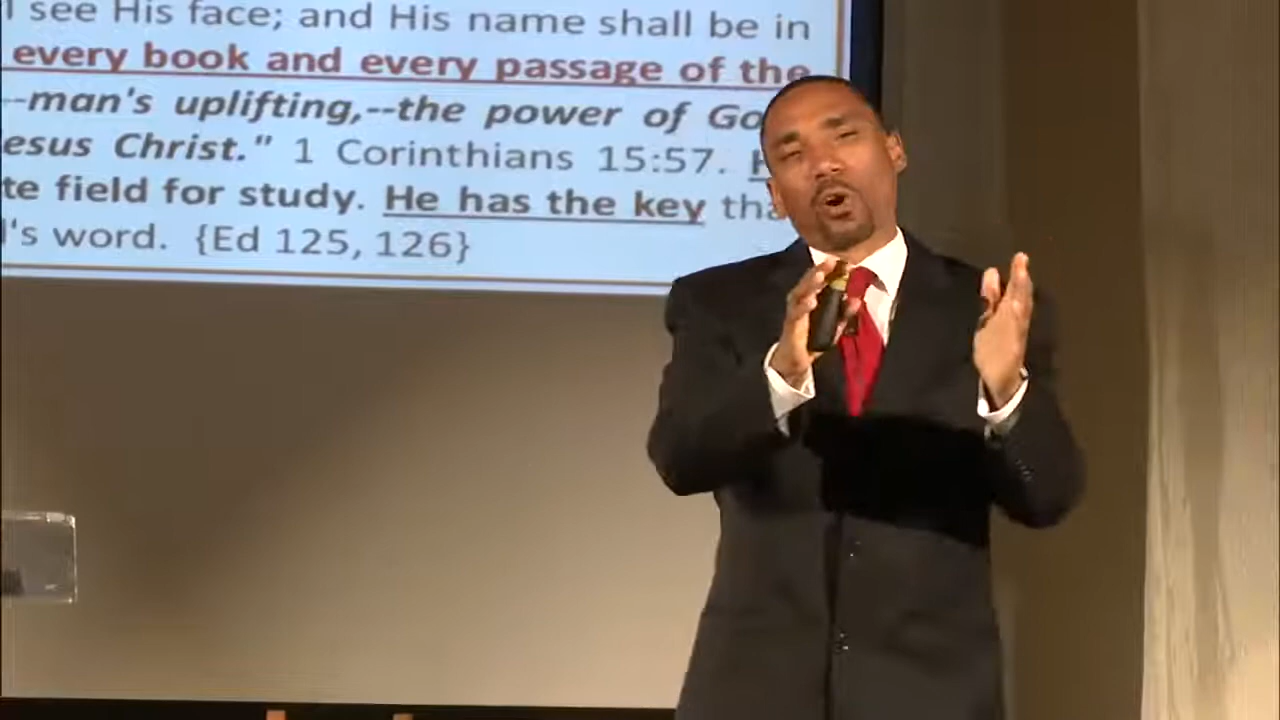 see His face; and His name shall be in
every book and every passage of the
--man's uplifting,--the power of Go
esus Christ." 1 Corinthians 15:57.
te field for study. He has the key tha
's word. {Ed 125, 126}